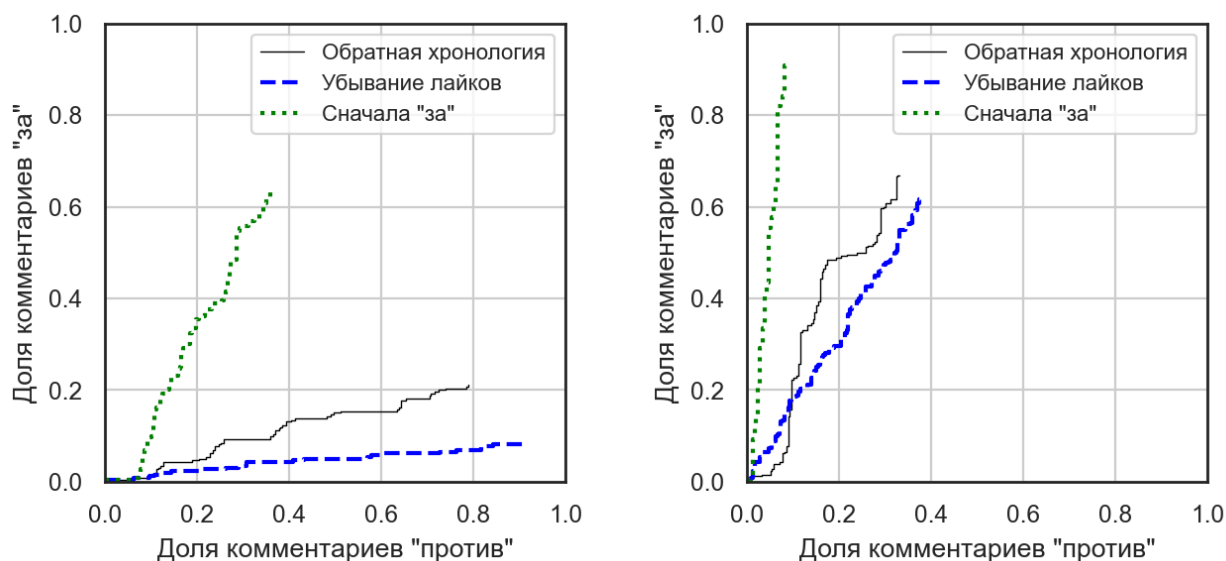 1.0
0.8
0.6
0.4
0.2
0.0
Доля комментариев "за"
Обратная хронология
Убывание лайков
Сначала "за"
0.0 0.2 0.4 0.6 0.8 1.0
Доля комментариев "против"
1.0
0.8
0.6
0.4
0.2
0.0
Доля комментариев "за"
Обратная хронология
Убывание лайков
Сначала "за"
0.0 0.2 0.4 0.6 0.8 1.0
Доля комментариев "против"